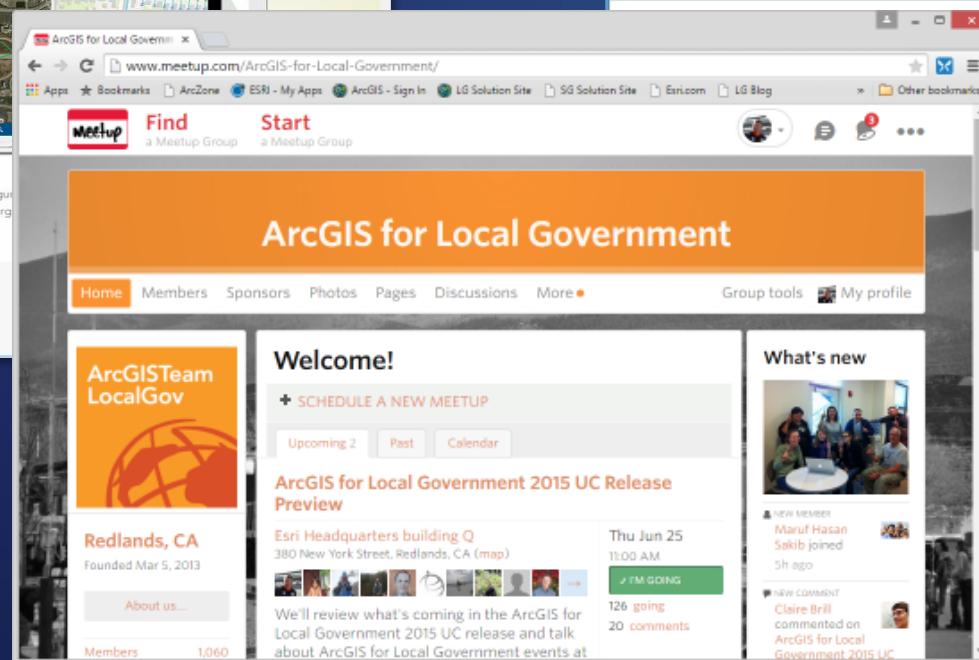 ArcGIS for Local Governm
www.meetup.com/ArcGIS-for-Local-Government/
Apps Bookmarks ArcZone ESRI - My Apps ArcGIS - Sign In LG Solution Site SG Solution Site Esri.com LG Blog » Other bookmarks
Meetup
Find
a Meetup Group
Start
a Meetup Group
3
ArcGIS for Local Government
Home Members Sponsors Photos Pages Discussions More Group tools My profile
ArcGISTeam
LocalGov
Redlands, CA
Founded Mar 5, 2013
About us...
Members 1,060
Welcome!
+ SCHEDULE A NEW MEETUP
Upcoming 2 Past Calendar
ArcGIS for Local Government 2015 UC Release
Preview
Esri Headquarters building Q
380 New York Street, Redlands, CA (map)
We'll review what's coming in the ArcGIS for
Local Government 2015 UC release and talk
about ArcGIS for Local Government events at
Thu Jun 25
11:00 AM
✓ I'M GOING
126 going
20 comments
What's new
NEW MEMBER
Maruf Hasan
Sakib joined
5h ago
NEW COMMENT
Claire Brill
commented on
ArcGIS for Local
Government 2015 UC